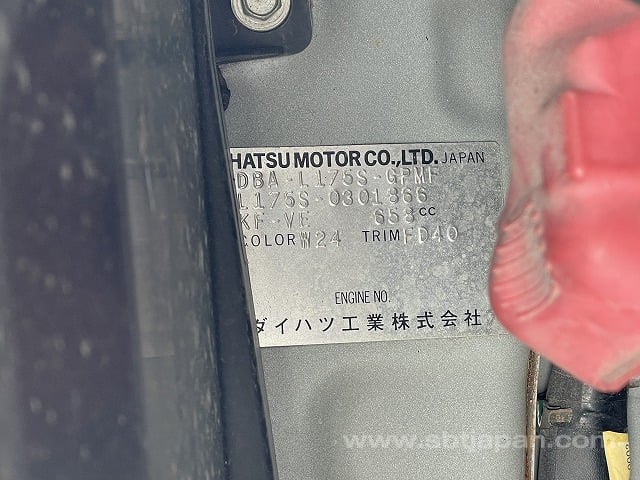 HATSU MOTOR CO.,LTD. JAPAN
DBA-L175S-GPMF
L175S-0301366
KF-VE 658CC
COLOR W24 TRIM FD40
ENGINE NO.
ダイハツ工業株式会社
www.sbtjapan.com